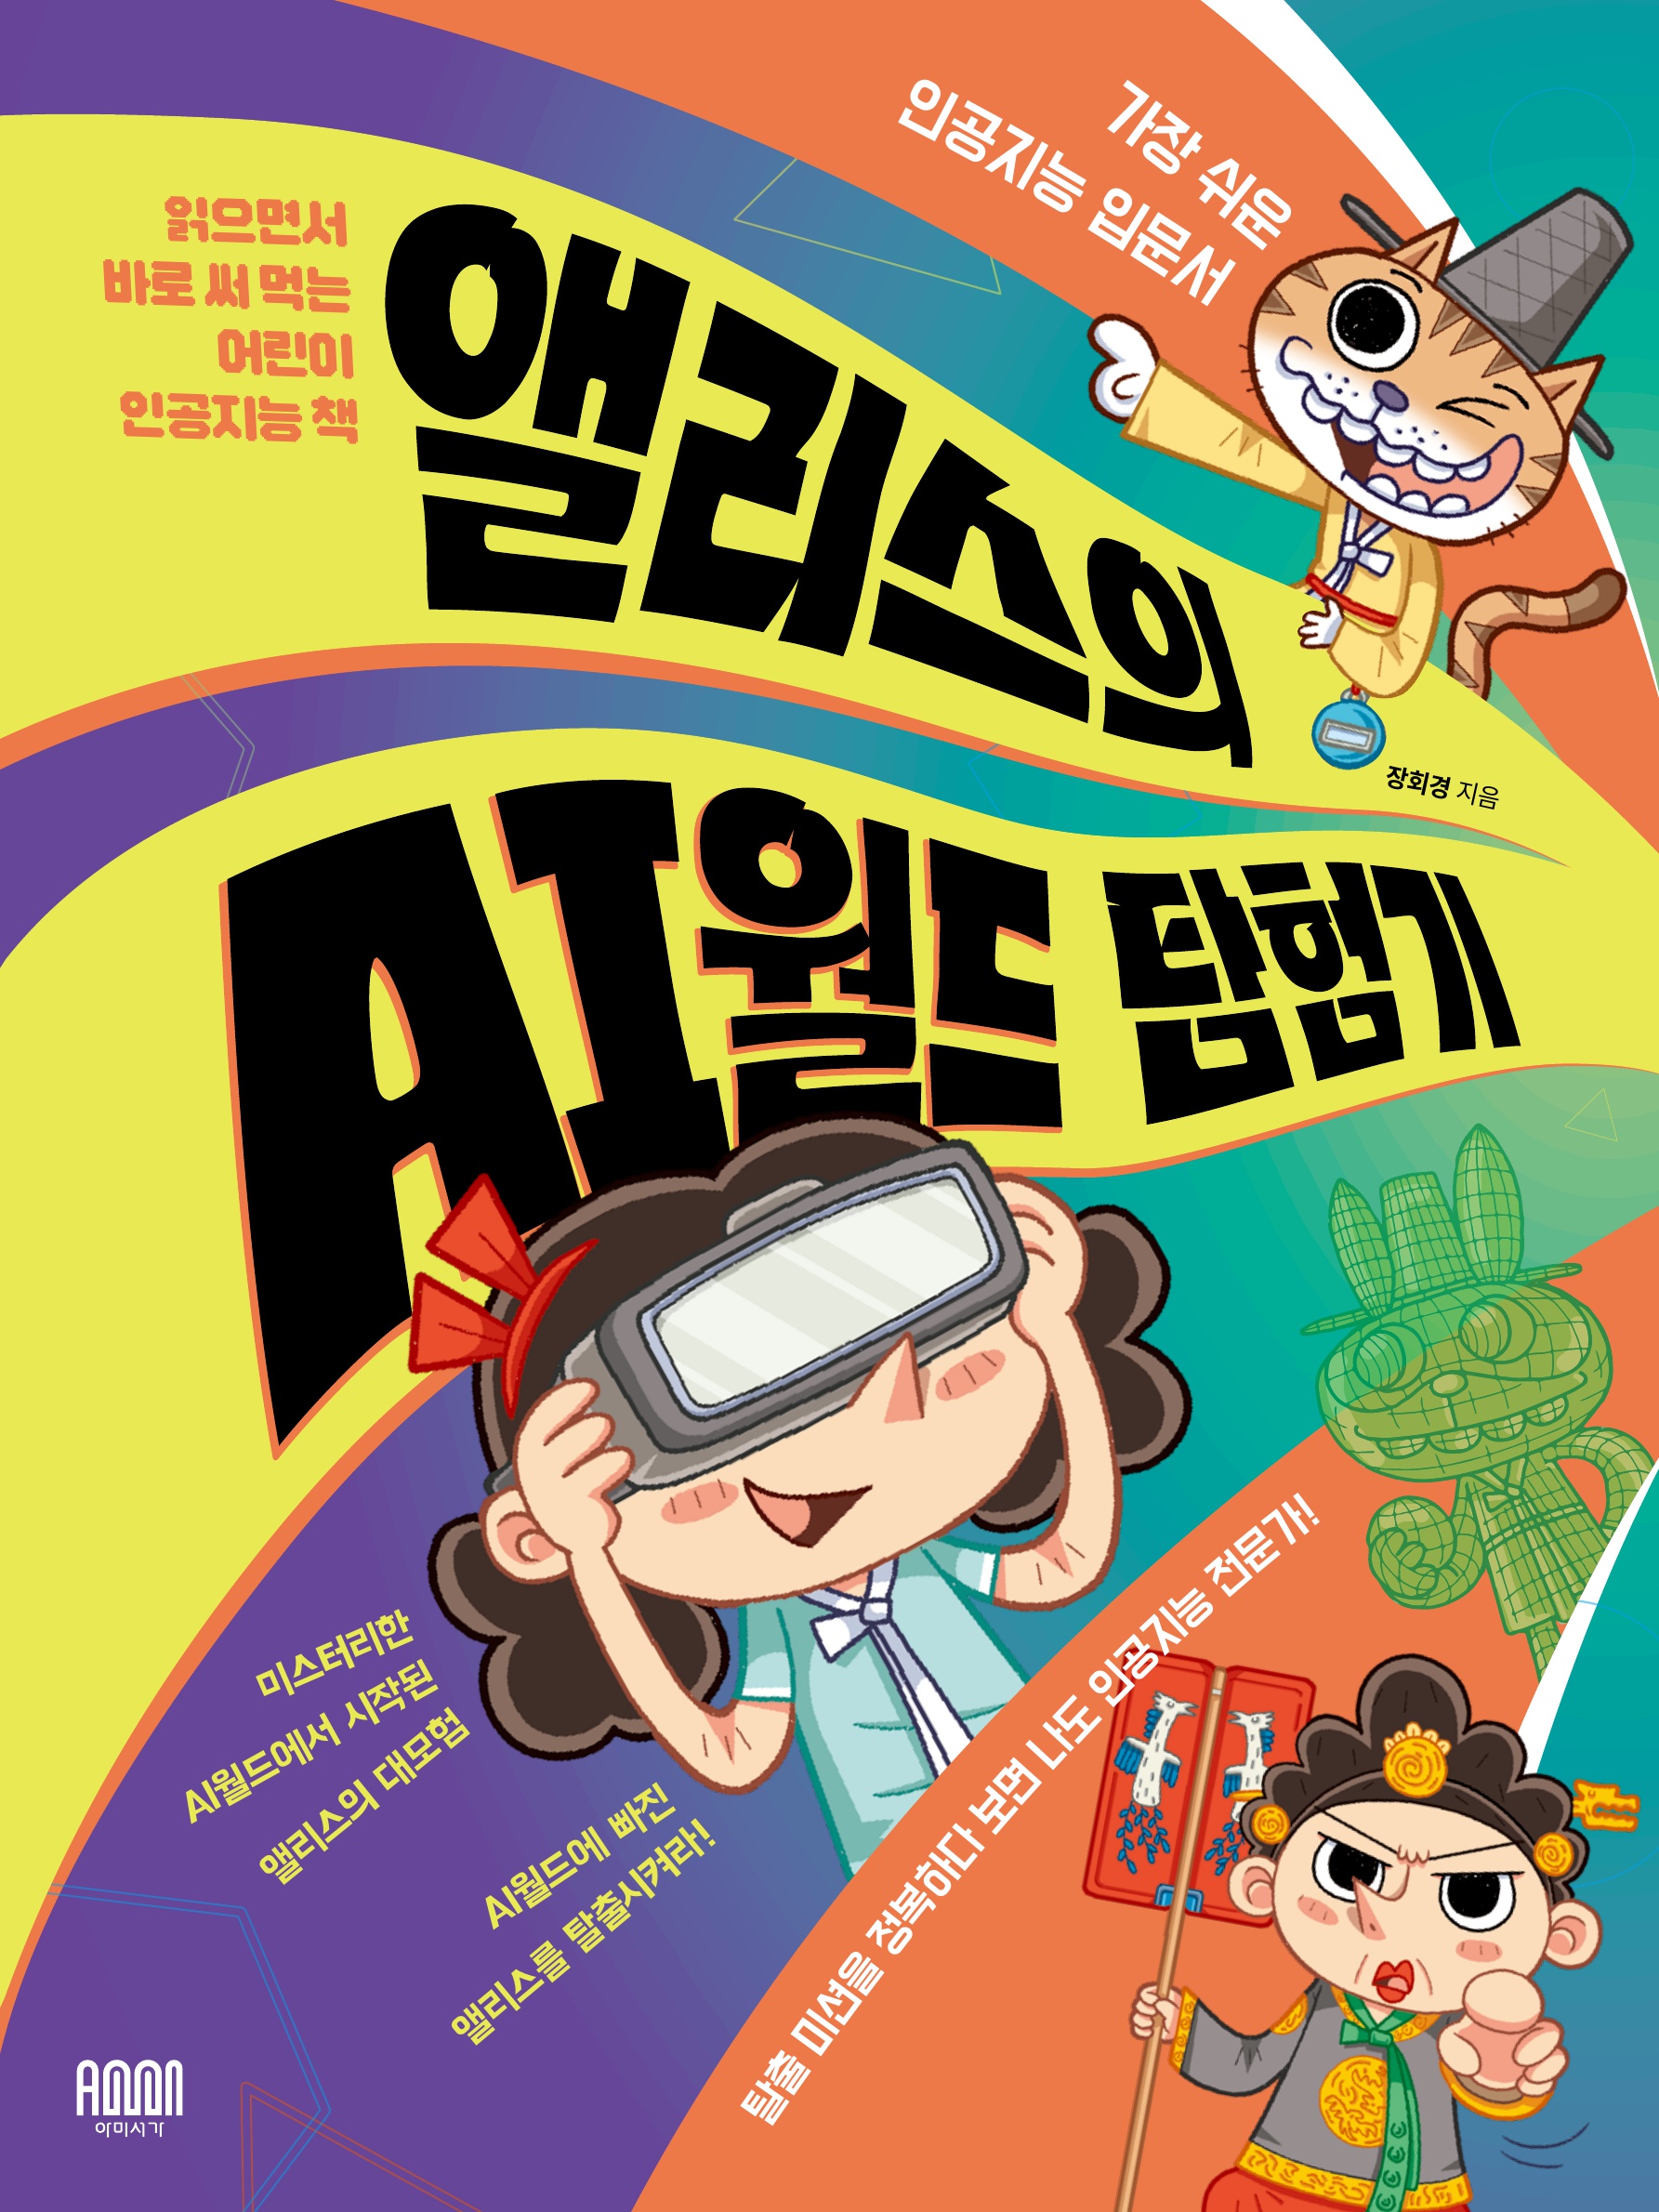 가장 쉬운
인공지능 입문서
읽으면서
바로 써 먹는
어린이
인공지능 책
앨리스의
장회경 지음
AI월드 탐험기
미스터리한
AI월드에서 시작된
앨리스의 대모험
AI월드에 빠진
앨리스를 탈출시켜라!
탈출 미션을 정복하다 보면 나도 인공지능 전문가!
아미서가